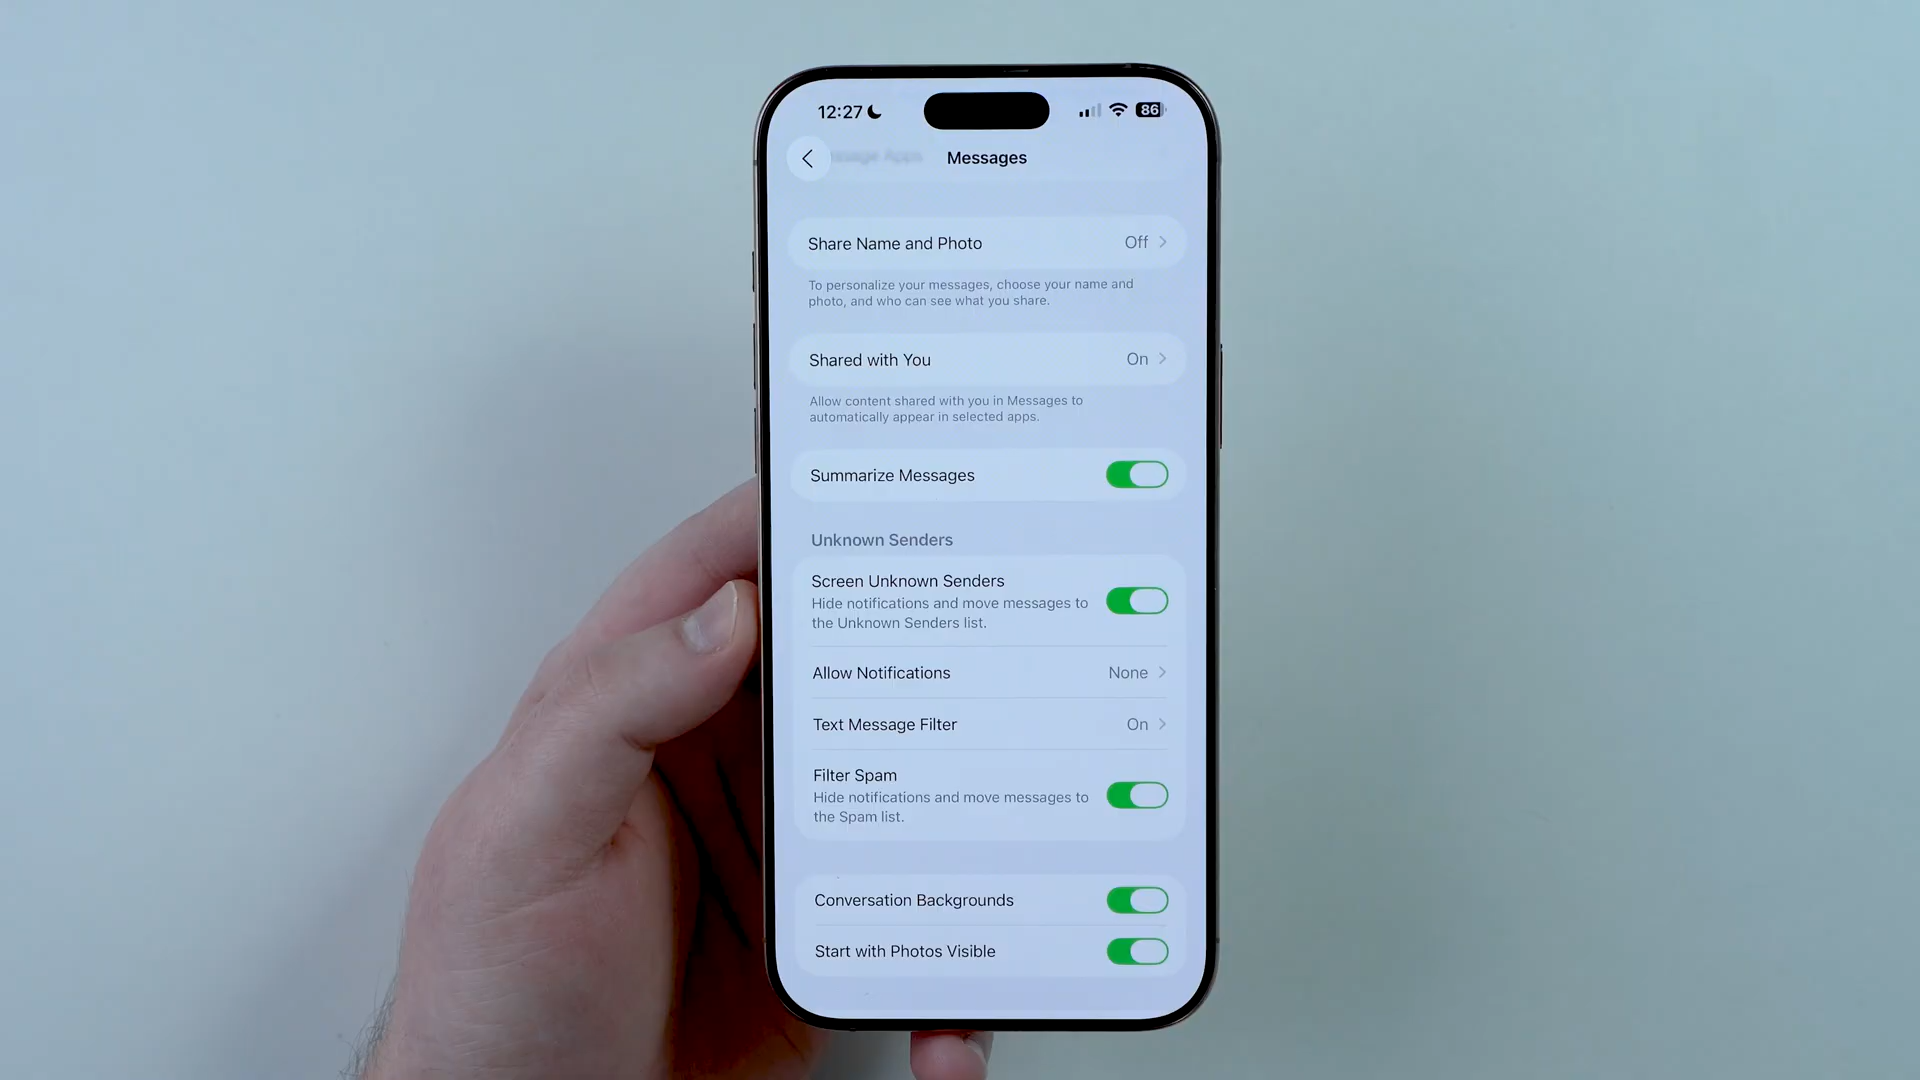 12:27
86
Messages
Share Name and Photo
Off
To personalize your messages, choose your name and
photo, and who can see what you share.
Shared with You
On
Allow content shared with you in Messages to
automatically appear in selected apps.
Summarize Messages
Unknown Senders
Screen Unknown Senders
Hide notifications and move messages to
the Unknown Senders list.
Allow Notifications
None
Text Message Filter
On
Filter Spam
Hide notifications and move messages to
the Spam list.
Conversation Backgrounds
Start with Photos Visible